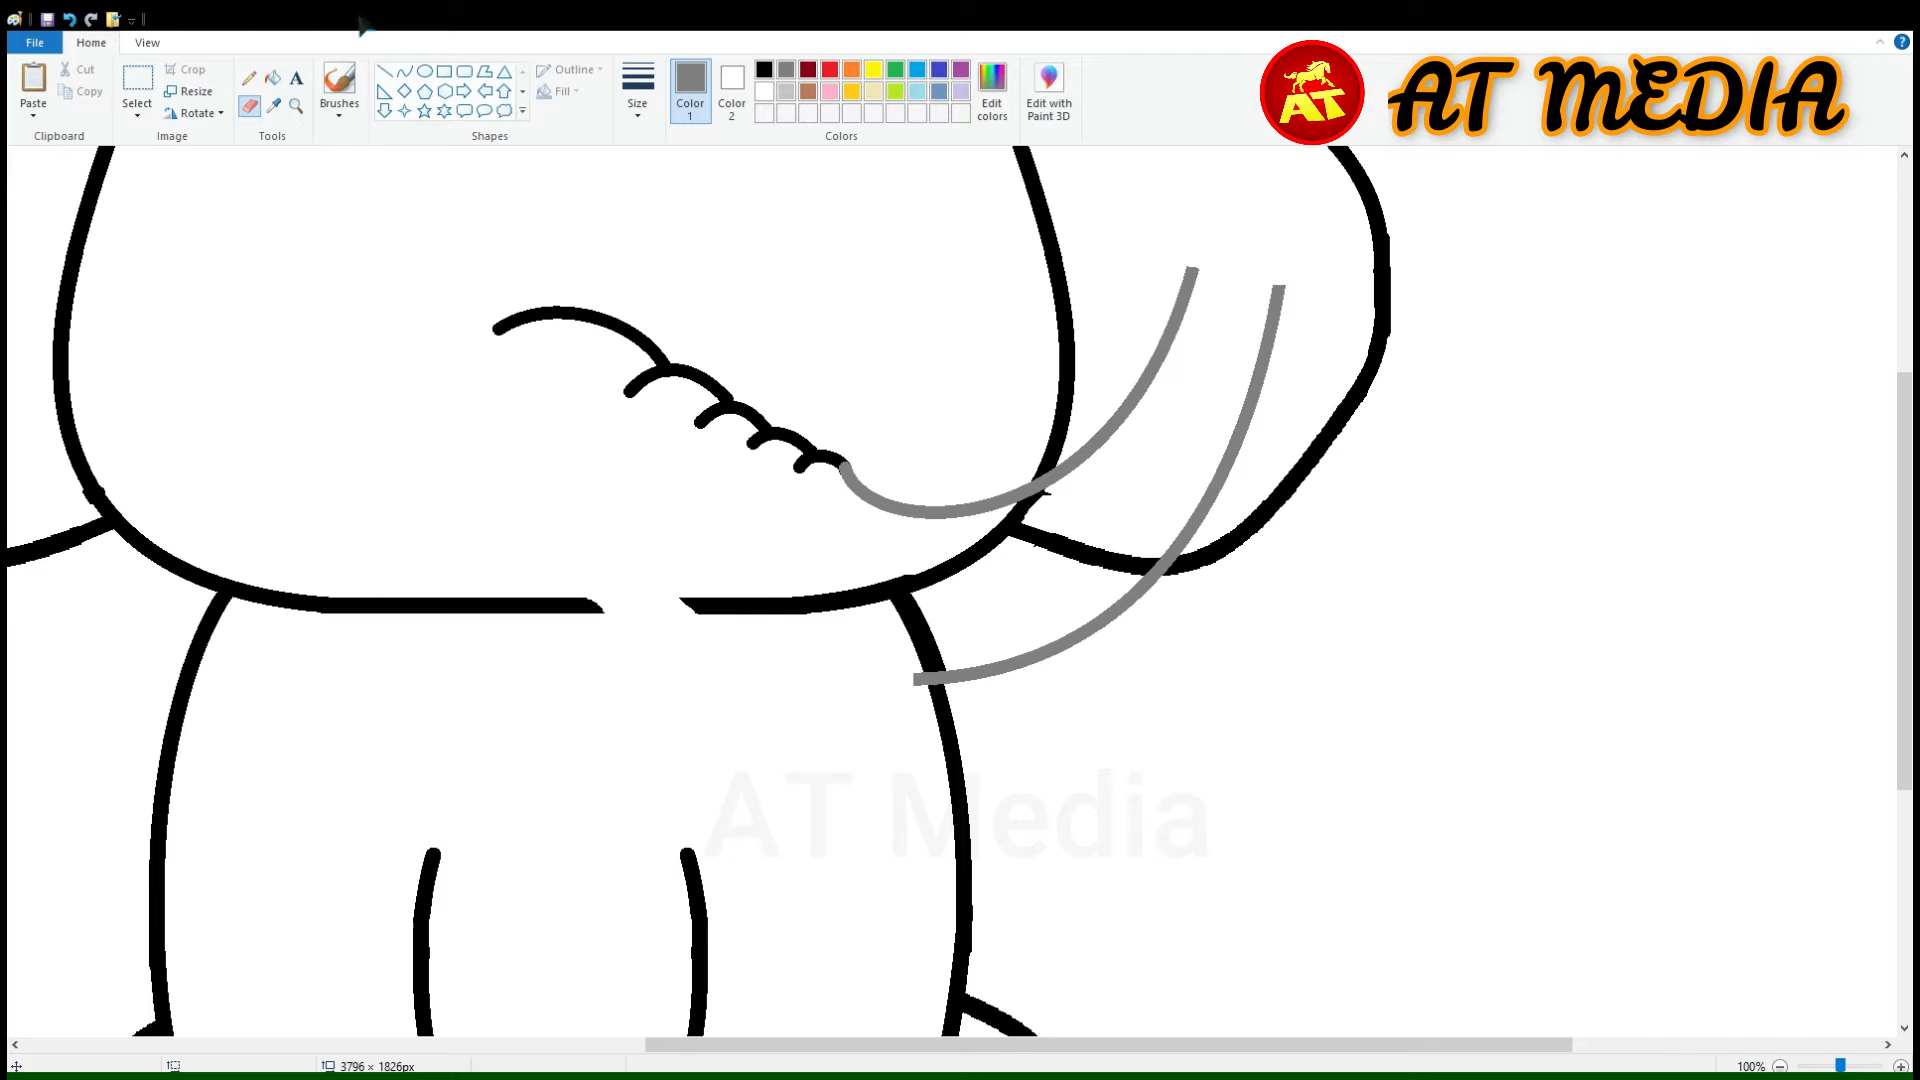 File Home View
Paste
Cut
Copy
Clipboard
Select
Crop
Resize
Rotate
Image
A
Tools
Brushes
Shapes
Outline
Fill
Size
Color 1
Color 2
Colors
Edit colors
Edit with Paint 3D
AT
AT MEDIA
AT Media
3796 × 1826px
100%